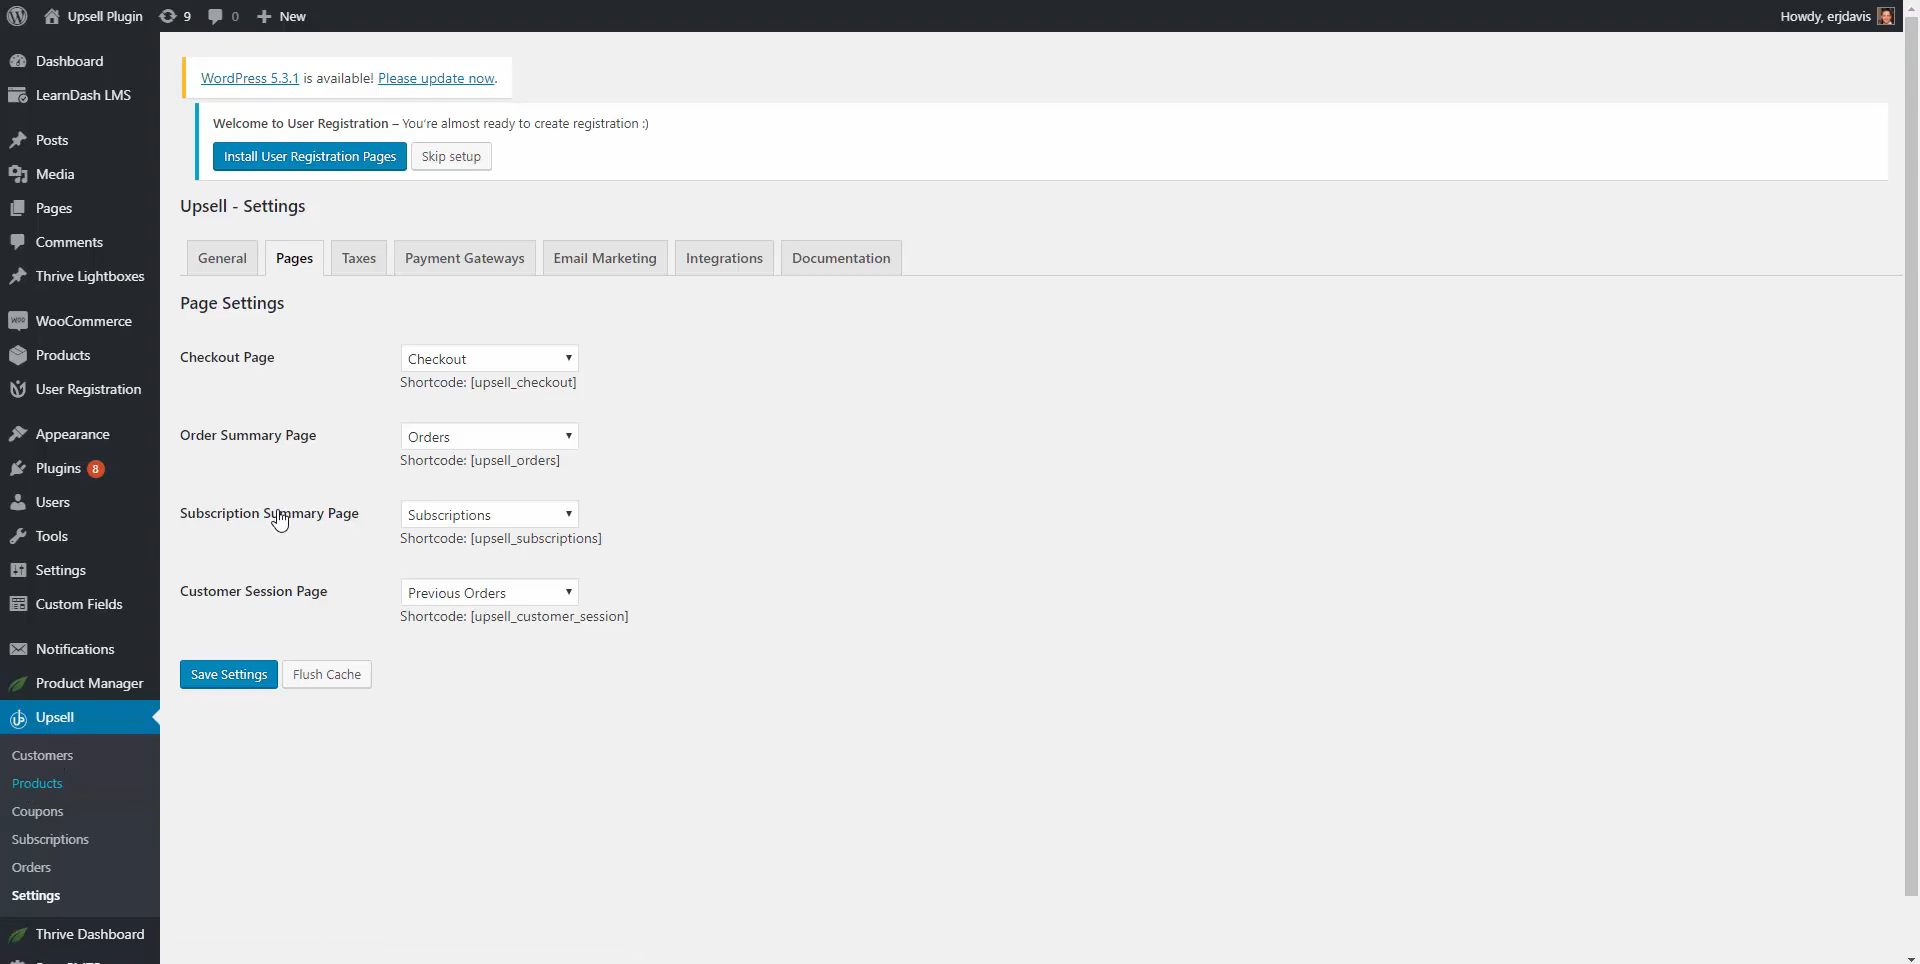 Upsell Plugin
9
0
New
Howdy, erjdavis
Dashboard
LearnDash LMS
Posts
Media
Pages
Comments
Thrive Lightboxes
WooCommerce
Products
User Registration
Appearance
Plugins 8
Users
Tools
Settings
Custom Fields
Notifications
Product Manager
Upsell
Customers
Products
Coupons
Subscriptions
Orders
Settings
Thrive Dashboard
WordPress 5.3.1 is available! Please update now.
Welcome to User Registration – You're almost ready to create registration :)
Install User Registration Pages Skip setup
Upsell - Settings
General Pages Taxes Payment Gateways Email Marketing Integrations Documentation
Page Settings
Checkout Page Checkout
Shortcode: [upsell_checkout]
Order Summary Page Orders
Shortcode: [upsell_orders]
Subscription Summary Page Subscriptions
Shortcode: [upsell_subscriptions]
Customer Session Page Previous Orders
Shortcode: [upsell_customer_session]
Save Settings Flush Cache